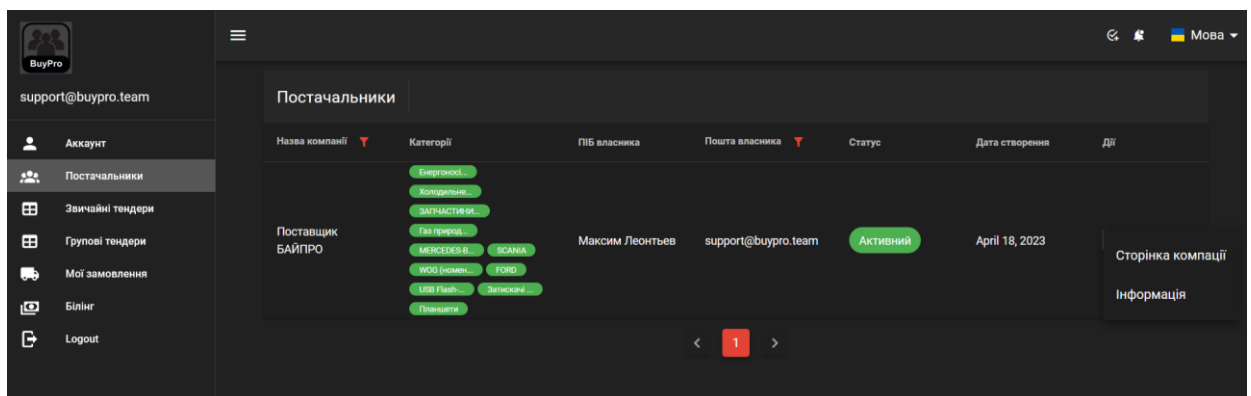 BuyPro
Мова
support@buypro.team
Постачальники
Аккаунт
Постачальники
Звичайні тендери
Групові тендери
Мої замовлення
Білінг
Logout
Назва компанії Категорії ПІБ власника Пошта власника Статус Дата створення Дії
Поставщик
БАЙПРО
Енергоносі...
Холодильне...
ЗАПЧАСТИНИ...
Газ природ...
MERCEDES-B... SCANIA
WOG (номен... FORD
USB Flash-... Затискачі ...
Планшети
Максим Леонтьев
support@buypro.team
Активний
April 18, 2023
Сторінка компації
Інформація
1